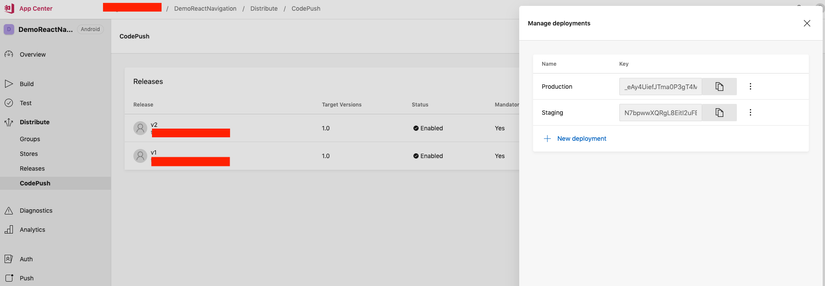 App Center
/ DemoReactNavigation / Distribute / CodePush
DemoReactNa... Android
Overview
Build
Test
Distribute
Groups
Stores
Releases
CodePush
Diagnostics
Analytics
Auth
Push
CodePush
Releases
Release Target Versions Status Mandator
v2 1.0 Enabled Yes
v1 1.0 Enabled Yes
Manage deployments
Name Key
Production
Staging
New deployment